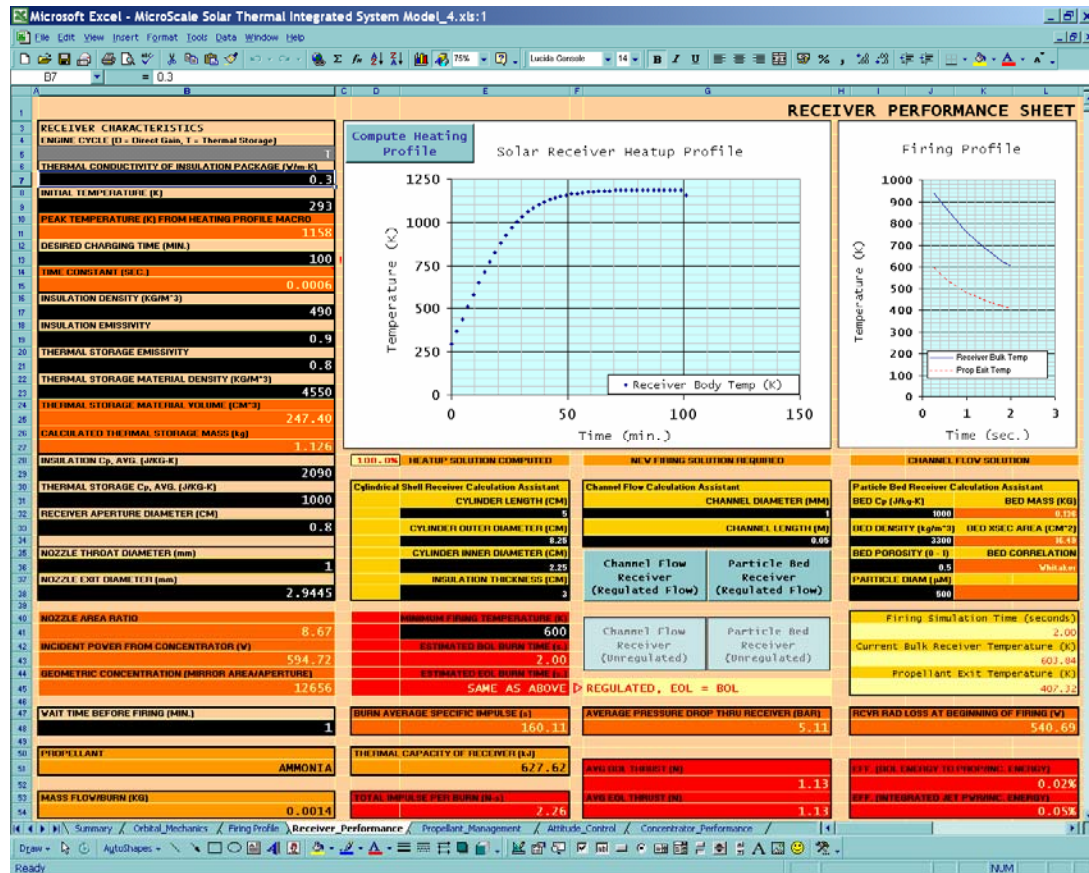 Microsoft Excel - MicroScale Solar Thermal Integrated System Model_4.xls:1
File Edit View Insert Format Tools Data Window Help
75% Lucida Console 14 B I U
B7 = 0.3
A B C D E F G H I J K L
RECEIVER PERFORMANCE SHEET
RECEIVER CHARACTERISTICS
ENGINE CYCLE (D = Direct Gain, T = Thermal Storage)
T
THERMAL CONDUCTIVITY OF INSULATION PACKAGE (W/m-K)
0.3
INITIAL TEMPERATURE (K)
293
PEAK TEMPERATURE (K) FROM HEATING PROFILE MACRO
1158
DESIRED CHARGING TIME (MIN.)
100
TIME CONSTANT (SEC.)
0.0006
INSULATION DENSITY (KG/M^3)
490
INSULATION EMISSIVITY
0.9
THERMAL STORAGE EMISSIVITY
0.8
THERMAL STORAGE MATERIAL DENSITY (KG/M^3)
4550
THERMAL STORAGE MATERIAL VOLUME (CM^3)
247.40
CALCULATED THERMAL STORAGE MASS (kg)
1.126
INSULATION Cp, AVG. (J/KG-K)
2090
THERMAL STORAGE Cp, AVG. (J/KG-K)
1000
RECEIVER APERTURE DIAMETER (CM)
0.8
NOZZLE THROAT DIAMETER (mm)
1
NOZZLE EXIT DIAMETER (mm)
2.9445
NOZZLE AREA RATIO
8.67
INCIDENT POWER FROM CONCENTRATOR (W)
594.72
GEOMETRIC CONCENTRATION (MIRROR AREA/APERTURE)
12656
WAIT TIME BEFORE FIRING (MIN.)
1
PROPELLANT
AMMONIA
MASS FLOW/BURN (KG)
0.0014
Compute Heating Profile
Solar Receiver Heatup Profile
Temperature (K)
1250
1000
750
500
250
0
0 50 100 150
Time (min.)
Receiver Body Temp (K)
Firing Profile
Temperature (K)
1000
900
800
700
600
500
400
300
200
100
0
0 1 2 3
Time (sec.)
Receiver Bulk Temp
Prop Exit Temp
100.0% HEATUP SOLUTION COMPUTED
NEW FIRING SOLUTION REQUIRED
CHANNEL FLOW SOLUTION
Cylindrical Shell Receiver Calculation Assistant
CYLINDER LENGTH (CM)
5
CYLINDER OUTER DIAMETER (CM)
8.25
CYLINDER INNER DIAMETER (CM)
2.25
INSULATION THICKNESS (CM)
3
Channel Flow Calculation Assistant
CHANNEL DIAMETER (MM)
1
CHANNEL LENGTH (M)
0.05
Channel Flow Receiver (Regulated Flow)
Particle Bed Receiver (Regulated Flow)
Channel Flow Receiver (Unregulated)
Particle Bed Receiver (Unregulated)
Particle Bed Receiver Calculation Assistant
BED Cp (J/kg-K) BED MASS (KG)
1000 0.136
BED DENSITY (kg/m^3) BED XSEC AREA (CM^2)
3300
BED POROSITY (0 - 1) BED CORRELATION
0.5 Whitaker
PARTICLE DIAM (µM)
500
MINIMUM FIRING TEMPERATURE (K)
600
ESTIMATED BOL BURN TIME (s.)
2.00
ESTIMATED EOL BURN TIME (s.)
SAME AS ABOVE REGULATED, EOL = BOL
Firing Simulation Time (seconds)
2.00
Current Bulk Receiver Temperature (K)
603.84
Propellant Exit Temperature (K)
407.32
BURN AVERAGE SPECIFIC IMPULSE (s)
160.11
AVERAGE PRESSURE DROP THRU RECEIVER (BAR)
5.11
RCVR RAD LOSS AT BEGINNING OF FIRING (W)
540.69
THERMAL CAPACITY OF RECEIVER (kJ)
627.62
AVG BOL THRUST (N)
1.13
EFF. (BOL ENERGY TO PROP/INC. ENERGY)
0.02%
TOTAL IMPULSE PER BURN (N-s)
2.26
AVG EOL THRUST (N)
1.13
EFF. (INTEGRATED JET PWR/INC. ENERGY)
0.05%
Summary Orbital_Mechanics Firing Profile Receiver_Performance Propellant_Management Attitude_Control Concentrator_Performance
Draw AutoShapes
Ready NUM